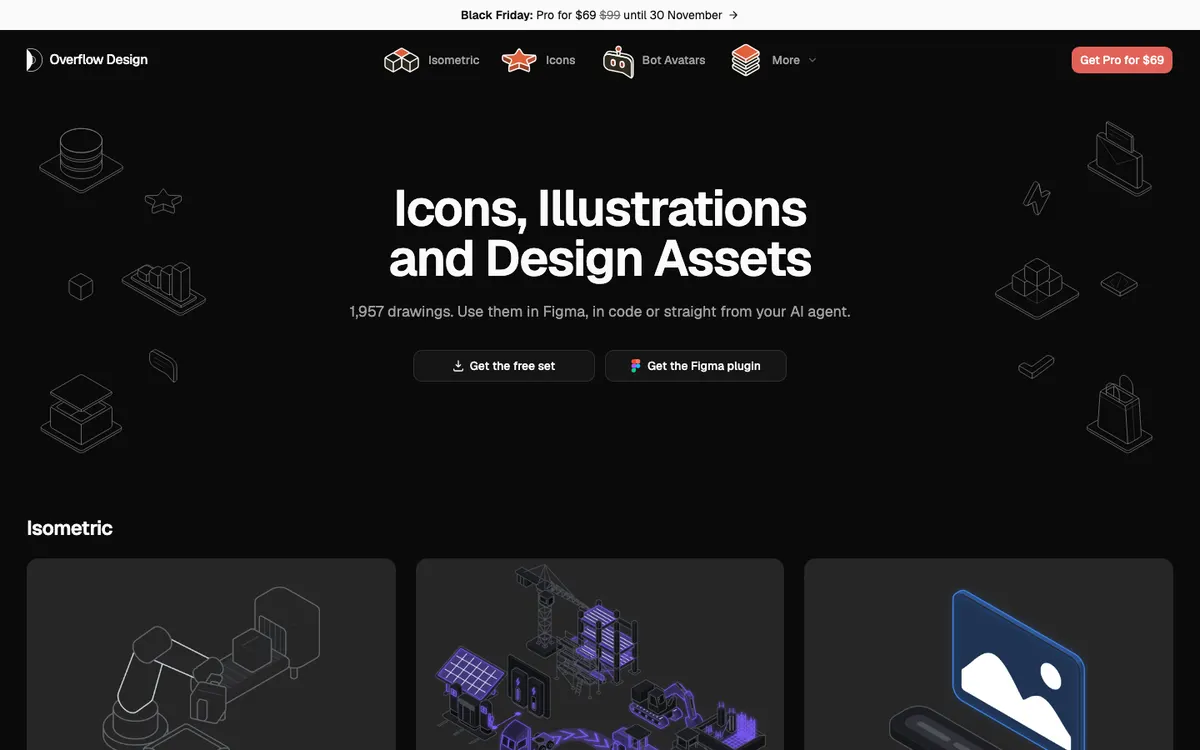 Black Friday: Pro for $69 $99 until 30 November →
Overflow Design
Isometric
Icons
Bot Avatars
More
Get Pro for $69
Icons, Illustrations
and Design Assets
1,957 drawings. Use them in Figma, in code or straight from your AI agent.
Get the free set
Get the Figma plugin
Isometric